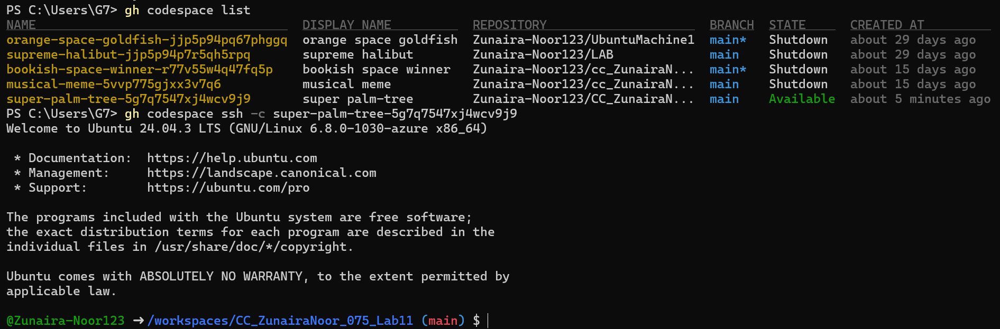 PS C:\Users\G7> gh codespace list
NAME DISPLAY NAME REPOSITORY BRANCH STATE CREATED AT
orange-space-goldfish-jjp5p94pq67phggq orange space goldfish Zunaira-Noor123/UbuntuMachine1 main* Shutdown about 29 days ago
supreme-halibut-jjp5p94p7r5qh5rpq supreme halibut Zunaira-Noor123/LAB main Shutdown about 29 days ago
bookish-space-winner-r77v55w4q47fq5p bookish space winner Zunaira-Noor123/cc_ZunairaN... main* Shutdown about 15 days ago
musical-meme-5vvp775gjxx3v7q6 musical meme Zunaira-Noor123/cc_ZunairaN... main Shutdown about 15 days ago
super-palm-tree-5g7q7547xj4wcv9j9 super palm-tree Zunaira-Noor123/CC_ZunairaN... main Available about 5 minutes ago
PS C:\Users\G7> gh codespace ssh -c super-palm-tree-5g7q7547xj4wcv9j9
Welcome to Ubuntu 24.04.3 LTS (GNU/Linux 6.8.0-1030-azure x86_64)
* Documentation: https://help.ubuntu.com
* Management: https://landscape.canonical.com
* Support: https://ubuntu.com/pro
The programs included with the Ubuntu system are free software;
the exact distribution terms for each program are described in the
individual files in /usr/share/doc/*/copyright.
Ubuntu comes with ABSOLUTELY NO WARRANTY, to the extent permitted by
applicable law.
@Zunaira-Noor123 ➜ /workspaces/CC_ZunairaNoor_075_Lab11 (main) $